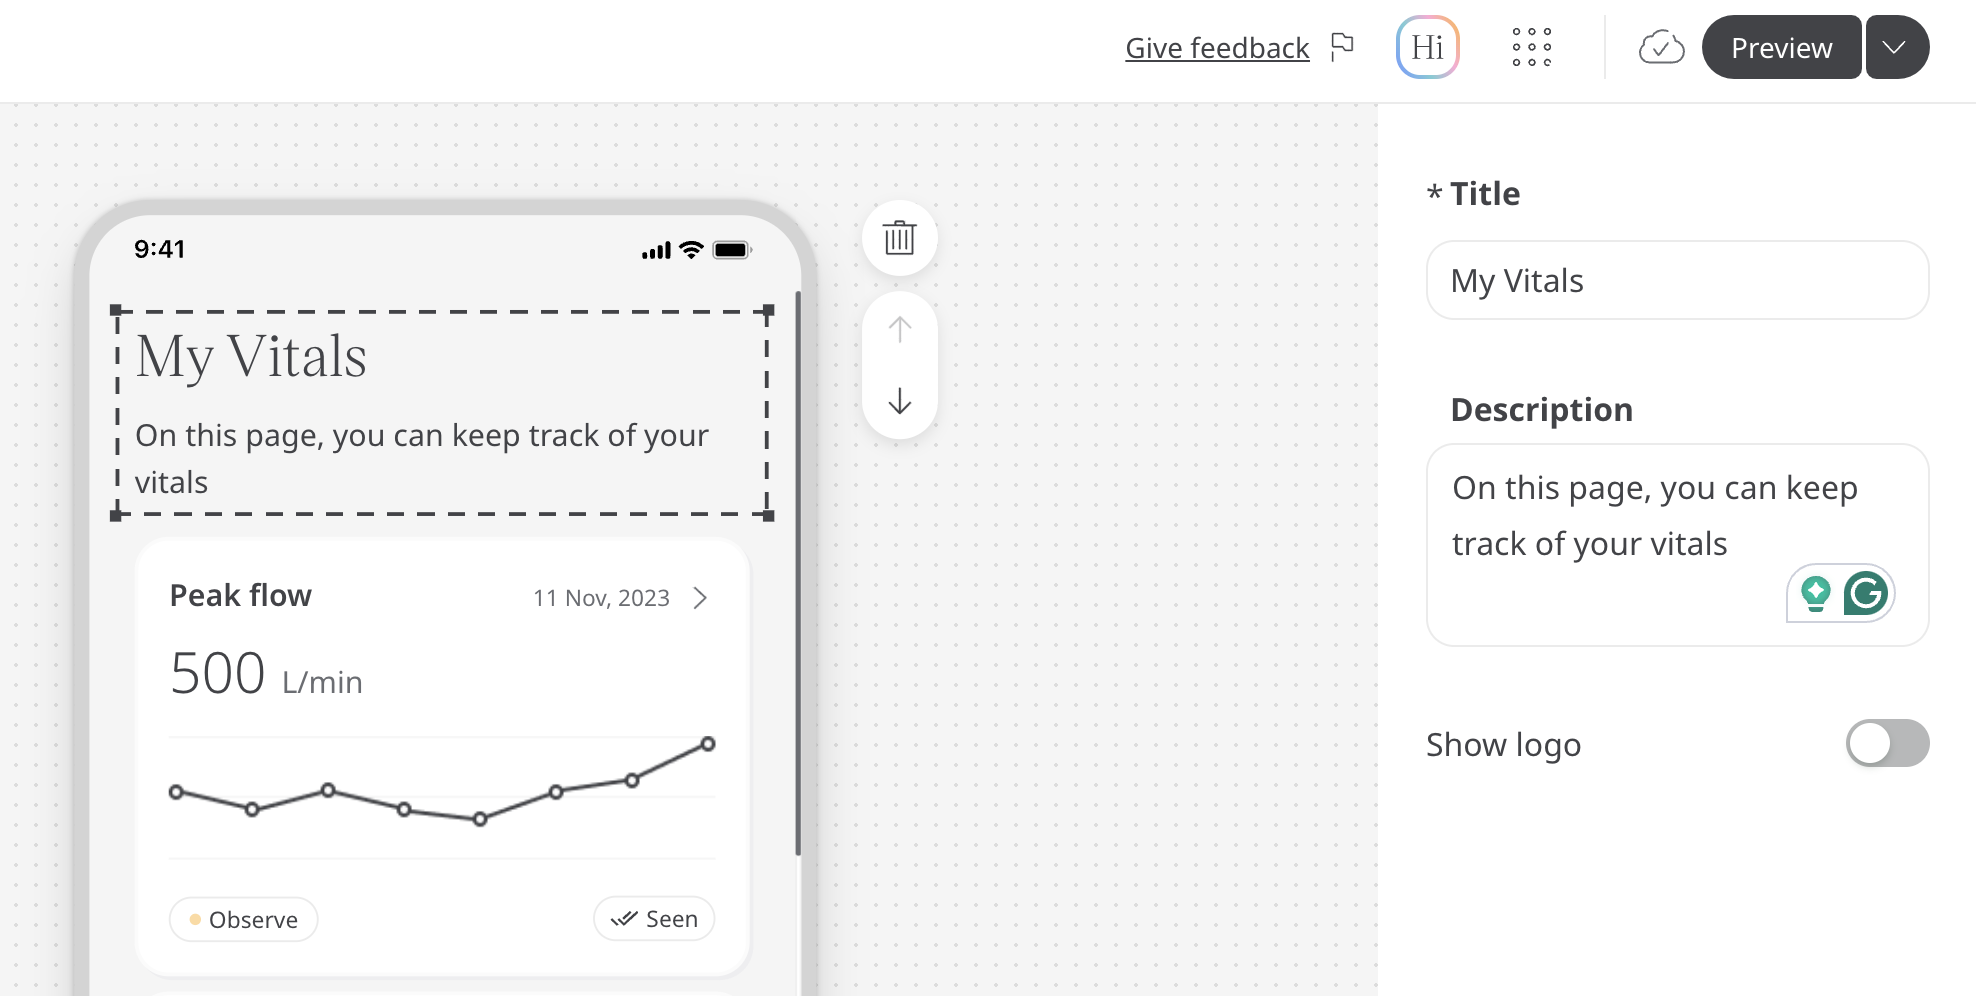 Give feedback
Hi
Preview
9:41
My Vitals
On this page, you can keep track of your
vitals
Peak flow
11 Nov, 2023
500 L/min
Observe
Seen
* Title
My Vitals
Description
On this page, you can keep
track of your vitals
Show logo